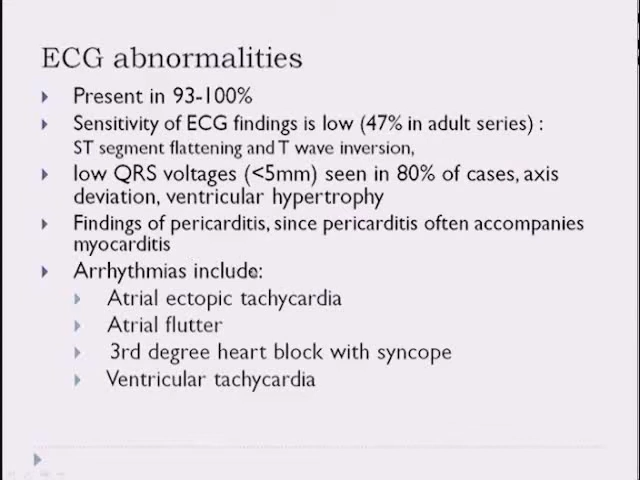 ECG abnormalities
Present in 93-100%
Sensitivity of ECG findings is low (47% in adult series) :
ST segment flattening and T wave inversion,
low QRS voltages (<5mm) seen in 80% of cases, axis
deviation, ventricular hypertrophy
Findings of pericarditis, since pericarditis often accompanies
myocarditis
Arrhythmias include:
Atrial ectopic tachycardia
Atrial flutter
3rd degree heart block with syncope
Ventricular tachycardia